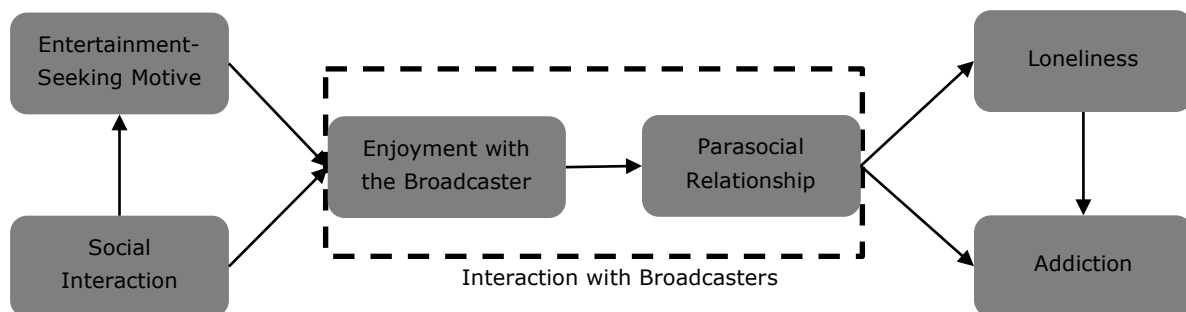 Entertainment-
Seeking Motive
Social
Interaction
Enjoyment with
the Broadcaster
Parasocial
Relationship
Interaction with Broadcasters
Loneliness
Addiction